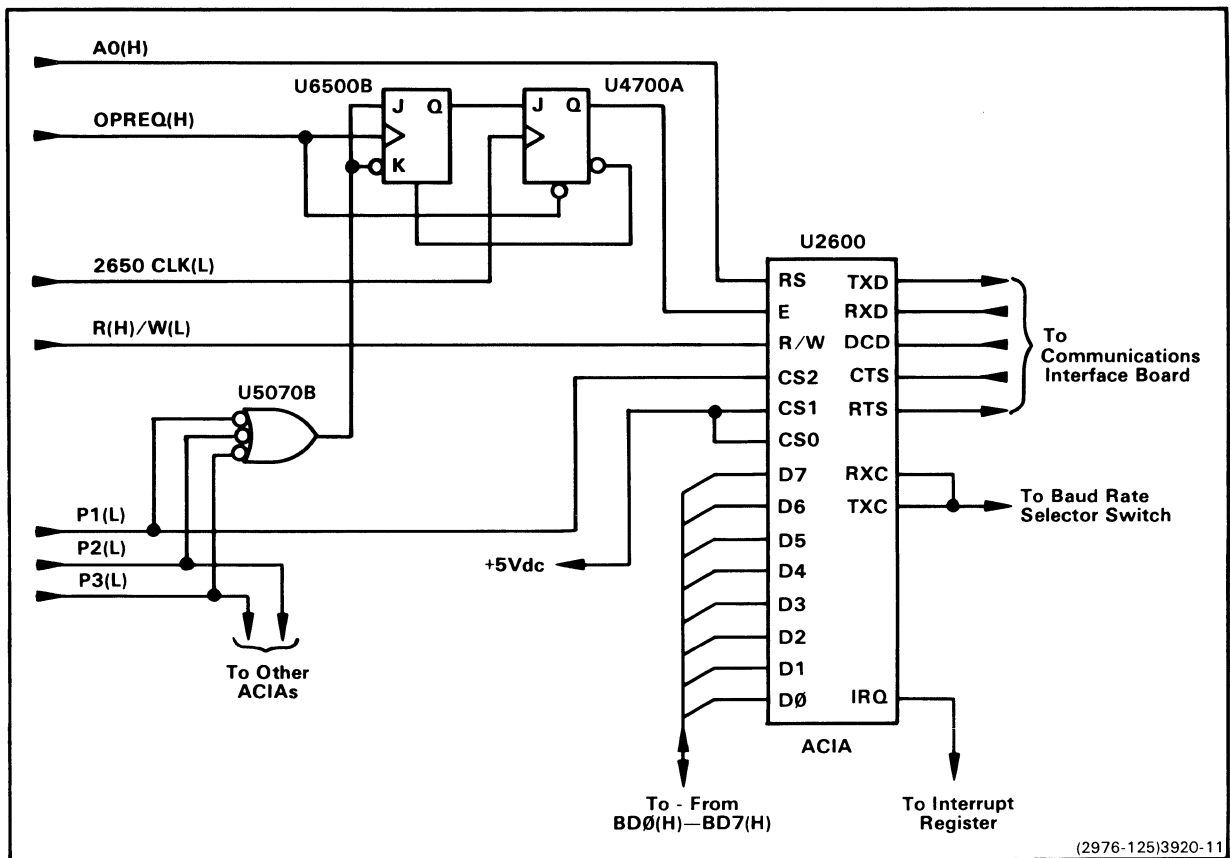 A0(H)
U6500B
U4700A
J Q
J Q
OPREQ(H)
K
U2600
2650 CLK(L)
RS TXD
E RXD
R(H)/W(L)
R/W DCD
CS2 CTS
CS1 RTS
CS0
To
Communications
Interface Board
U5070B
D7 RXC
D6 TXC
D5
D4
D3
D2
D1
DØ IRQ
To Baud Rate
Selector Switch
P1(L)
P2(L)
P3(L)
+5Vdc
To Other
ACIAs
ACIA
To - From
BDØ(H)—BD7(H)
To Interrupt
Register
(2976-125)3920-11